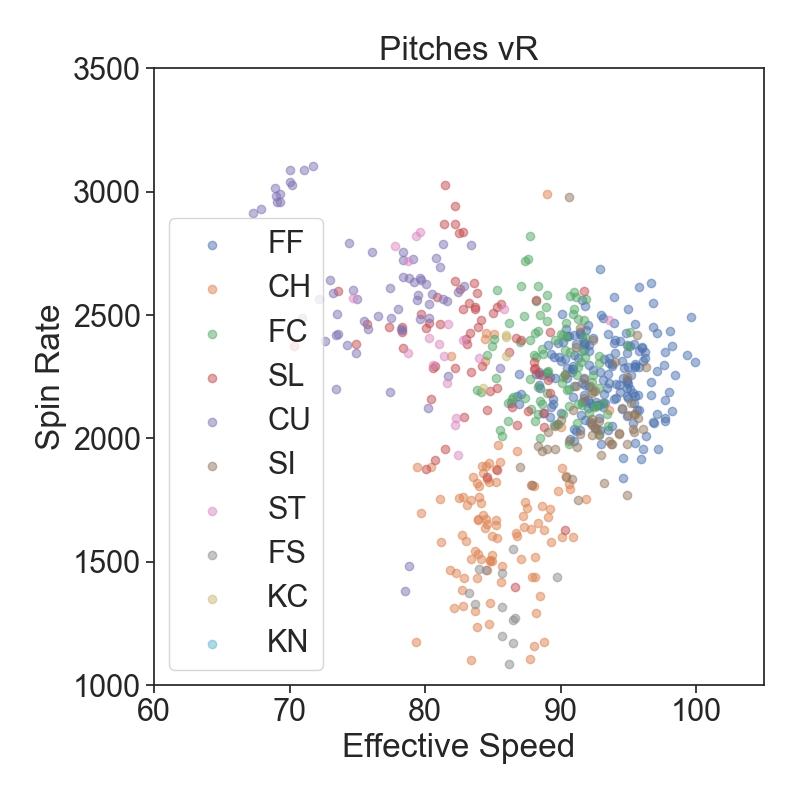 Pitches vR
3500
3000
2500
2000
1500
1000
Spin Rate
FF
CH
FC
SL
CU
SI
ST
FS
KC
KN
60 70 80 90 100
Effective Speed